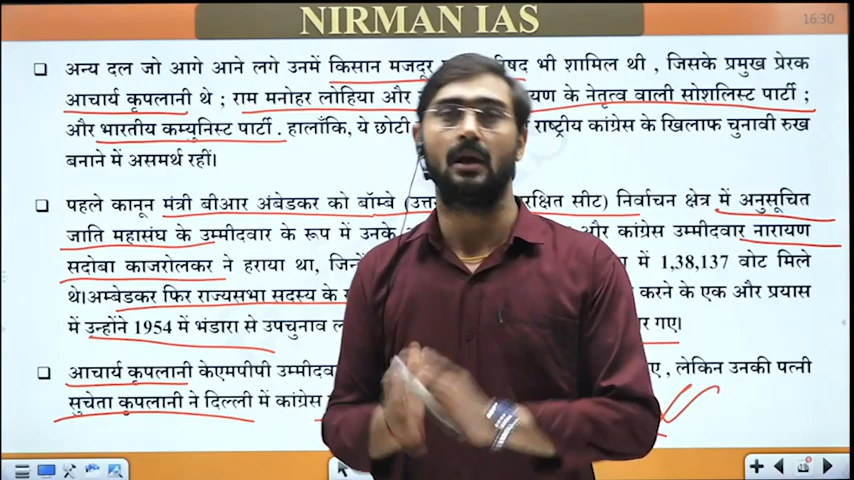 NIRMAN IAS
16:30
अन्य दल जो आगे आने लगे उनमें किसान मजदूर षद भी शामिल थी , जिसके प्रमुख प्रेरक
आचार्य कृपलानी थे ; राम मनोहर लोहिया और यण के नेतृत्व वाली सोशलिस्ट पार्टी ;
और भारतीय कम्युनिस्ट पार्टी . हालाँकि, ये छोटी राष्ट्रीय कांग्रेस के खिलाफ चुनावी रुख
बनाने में असमर्थ रहीं।
पहले कानून मंत्री बीआर अंबेडकर को बॉम्बे (उत्त रक्षित सीट) निर्वाचन क्षेत्र में अनुसूचित
जाति महासंघ के उम्मीदवार के रूप में उनके और कांग्रेस उम्मीदवार नारायण
सदोबा काजरोलकर ने हराया था, जिन्हें में 1,38,137 वोट मिले
थे।अम्बेडकर फिर राज्यसभा सदस्य के करने के एक और प्रयास
में उन्होंने 1954 में भंडारा से उपचुनाव गए।
आचार्य कृपलानी केएमपीपी उम्मीदवा ए , लेकिन उनकी पत्नी
सुचेता कृपलानी ने दिल्ली में कांग्रेस